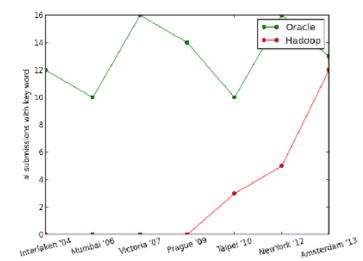 16
14
12
10
8
6
4
2
0
# submissions with key word
Oracle
Hadoop
Interlaken '04
Mumbai '06
Victoria '07
Prague '09
Taipei '10
NewYork '12
Amsterdam '13